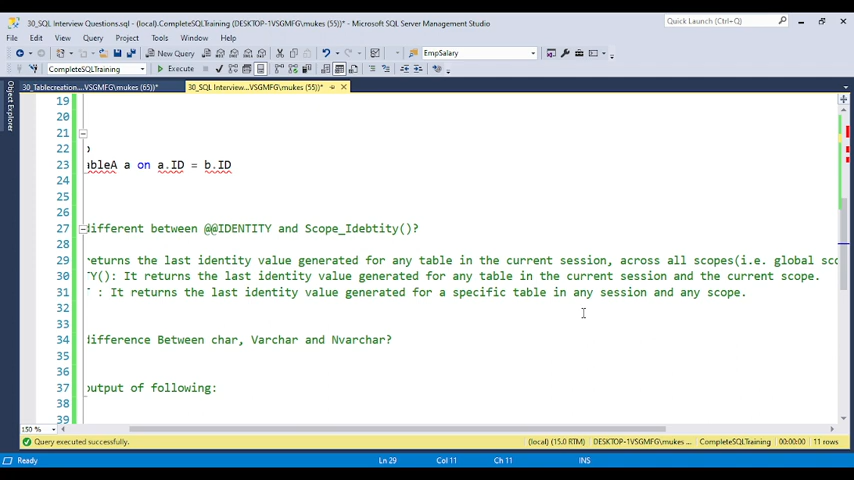 30_SQL Interview Questions.sql - (local).CompleteSQLTraining (DESKTOP-1VSGMFG\mukes (55))* - Microsoft SQL Server Management Studio
Quick Launch (Ctrl+Q)
File Edit View Query Project Tools Window Help
New Query
EmpSalary
CompleteSQLTraining
Execute
30_Tablecreation....VSGMFG\mukes (65))*
30_SQL Interview...VSGMFG\mukes (55))*
Object Explorer
19
20
21
22
23 ableA a on a.ID = b.ID
24
25
26
27 different between @@IDENTITY and Scope_Idebtity()?
28
29 returns the last identity value generated for any table in the current session, across all scopes(i.e. global sco
30 TY(): It returns the last identity value generated for any table in the current session and the current scope.
31 T : It returns the last identity value generated for a specific table in any session and any scope.
32
33
34 difference Between char, Varchar and Nvarchar?
35
36
37 output of following:
38
39
150 %
Query executed successfully.
(local) (15.0 RTM)
DESKTOP-1VSGMFG\mukes ...
CompleteSQLTraining
00:00:00
11 rows
Ready
Ln 29
Col 11
Ch 11
INS